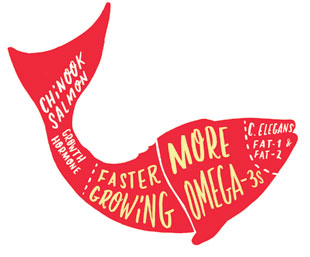 CHINOOK
SALMON
GROWTH
HORMONE
FASTER
GROWING
MORE
OMEGA-3s
C. ELEGANS
FAT-1 &
FAT-2